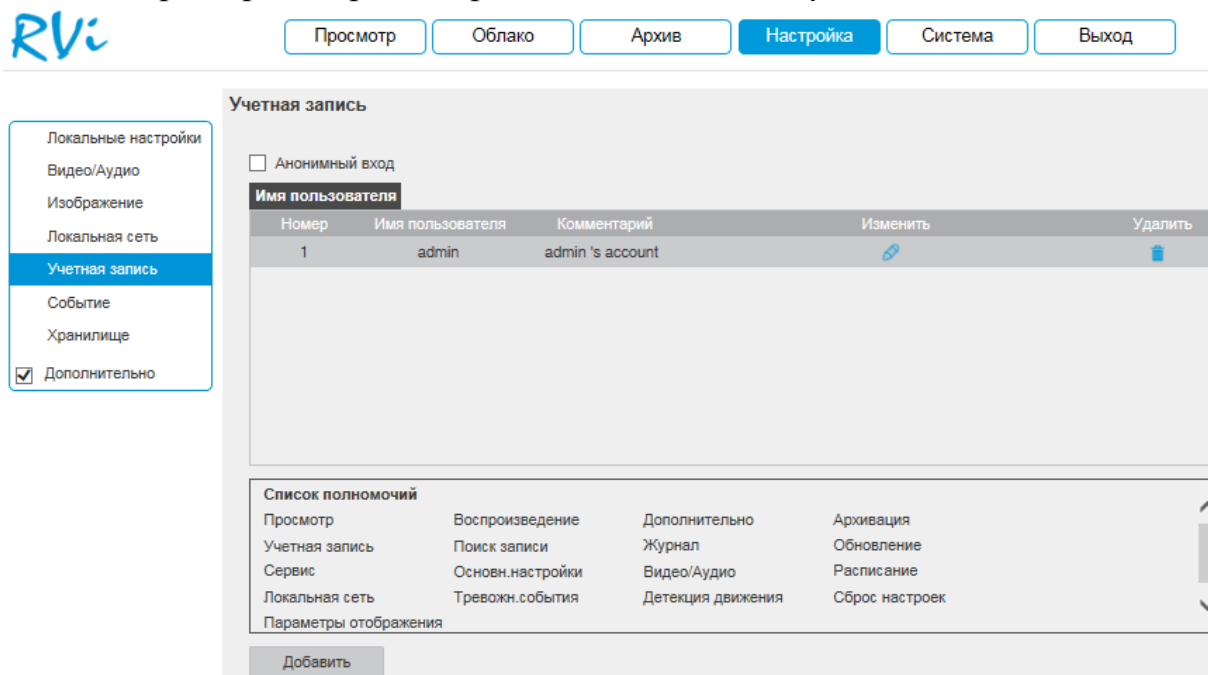 RVi
Просмотр Облако Архив Настройка Система Выход
Учетная запись
Локальные настройки
Видео/Аудио
Изображение
Локальная сеть
Учетная запись
Событие
Хранилище
Дополнительно
Анонимный вход
Имя пользователя
Номер Имя пользователя Комментарий Изменить Удалить
1 admin admin 's account
Список полномочий
Просмотр Воспроизведение Дополнительно Архивация
Учетная запись Поиск записи Журнал Обновление
Сервис Основн.настройки Видео/Аудио Расписание
Локальная сеть Тревожн.события Детекция движения Сброс настроек
Параметры отображения
Добавить